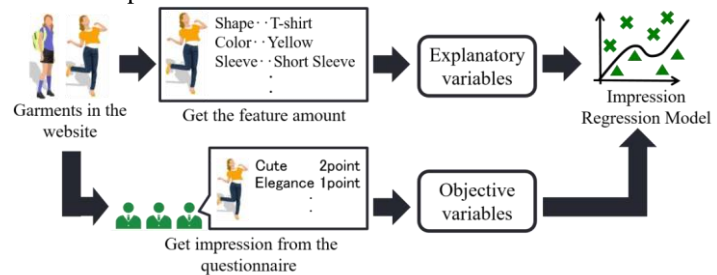 Shape‥T-shirt
Color‥Yellow
Sleeve‥Short Sleeve
.
.
Garments in the
website
Get the feature amount
Explanatory
variables
Impression
Regression Model
Cute 2point
Elegance 1point
.
.
Get impression from the
questionnaire
Objective
variables